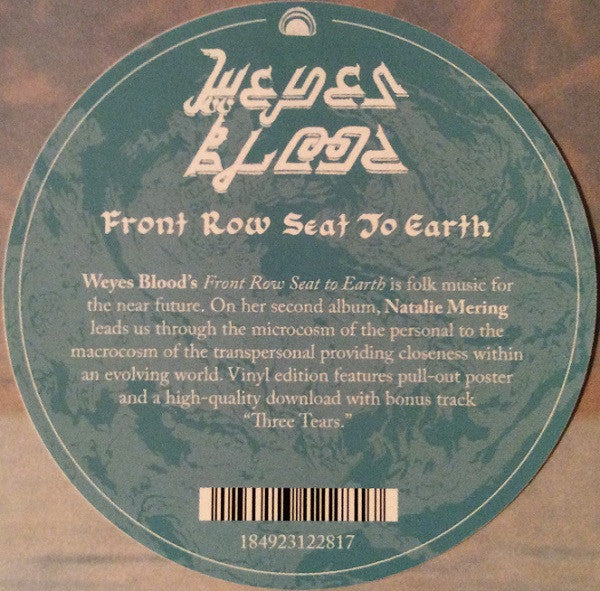 Weyes
Blood
Front Row Seat To Earth
Weyes Blood's Front Row Seat to Earth is folk music for
the near future. On her second album, Natalie Mering
leads us through the microcosm of the personal to the
macrocosm of the transpersonal providing closeness within
an evolving world. Vinyl edition features pull-out poster
and a high-quality download with bonus track
“Three Tears.”
184923122817